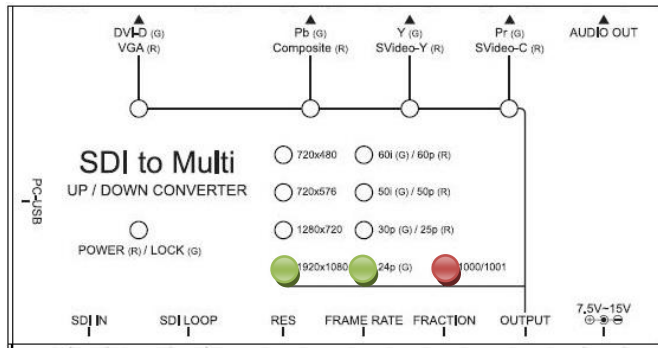 DVI-D (G)
VGA (R)
Pb (G)
Composite (R)
Y (G)
SVideo-Y (R)
Pr (G)
SVideo-C (R)
AUDIO OUT
SDI to Multi
UP / DOWN CONVERTER
PC-USB
POWER (R) / LOCK (G)
720x480
60i (G) / 60p (R)
720x576
50i (G) / 50p (R)
1280x720
30p (G) / 25p (R)
1920x1080
24p (G)
1000/1001
SDI IN
SDI LOOP
RES
FRAME RATE
FRACTION
OUTPUT
7.5V~15V